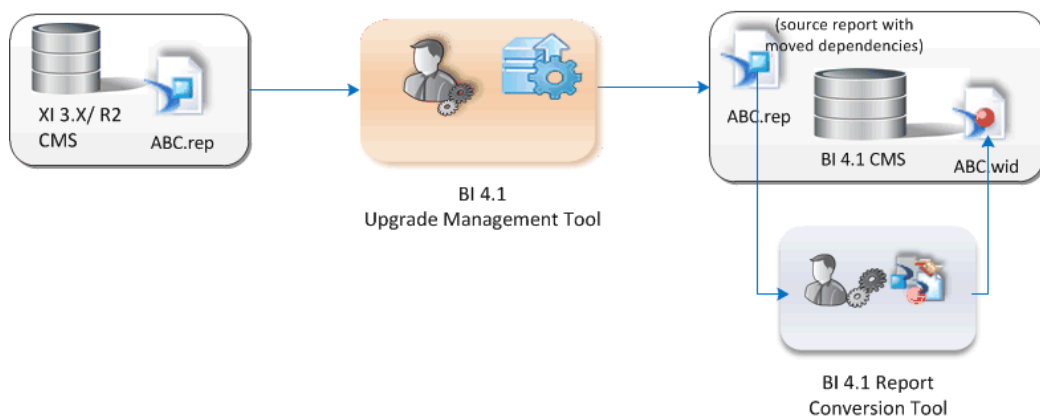 XI 3.X/ R2
CMS
ABC.rep
BI 4.1
Upgrade Management Tool
(source report with
moved dependencies)
ABC.rep
BI 4.1 CMS
ABC.wid
BI 4.1 Report
Conversion Tool